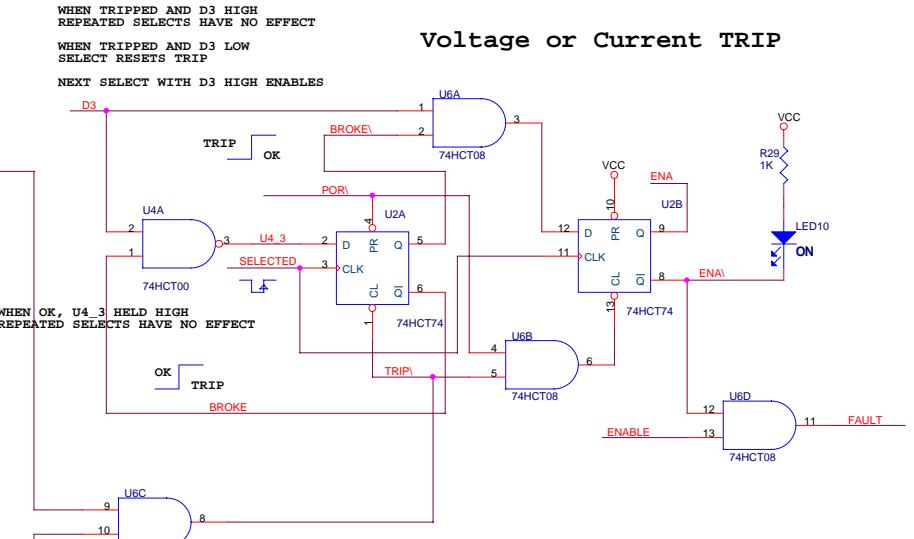 WHEN TRIPPED AND D3 HIGH
REPEATED SELECTS HAVE NO EFFECT
WHEN TRIPPED AND D3 LOW
SELECT RESETS TRIP
NEXT SELECT WITH D3 HIGH ENABLES
Voltage or Current TRIP
D3
U6A
1
2
3
74HCT08
BROKE\
TRIP
OK
POR\
VCC
R29
1K
VCC
ENA
U4A
2
1
3
74HCT00
U4_3
SELECTED
U2A
4
2
D
PR
Q
5
3
CLK
CL
Q\
6
1
74HCT74
U2B
10
12
D
PR
Q
9
11
CLK
CL
Q\
8
13
74HCT74
LED10
ON
ENA\
WHEN OK, U4_3 HELD HIGH
REPEATED SELECTS HAVE NO EFFECT
OK
TRIP
BROKE
TRIP\
U6B
4
5
6
74HCT08
U6D
12
13
11
74HCT08
ENABLE
FAULT
U6C
9
10
8